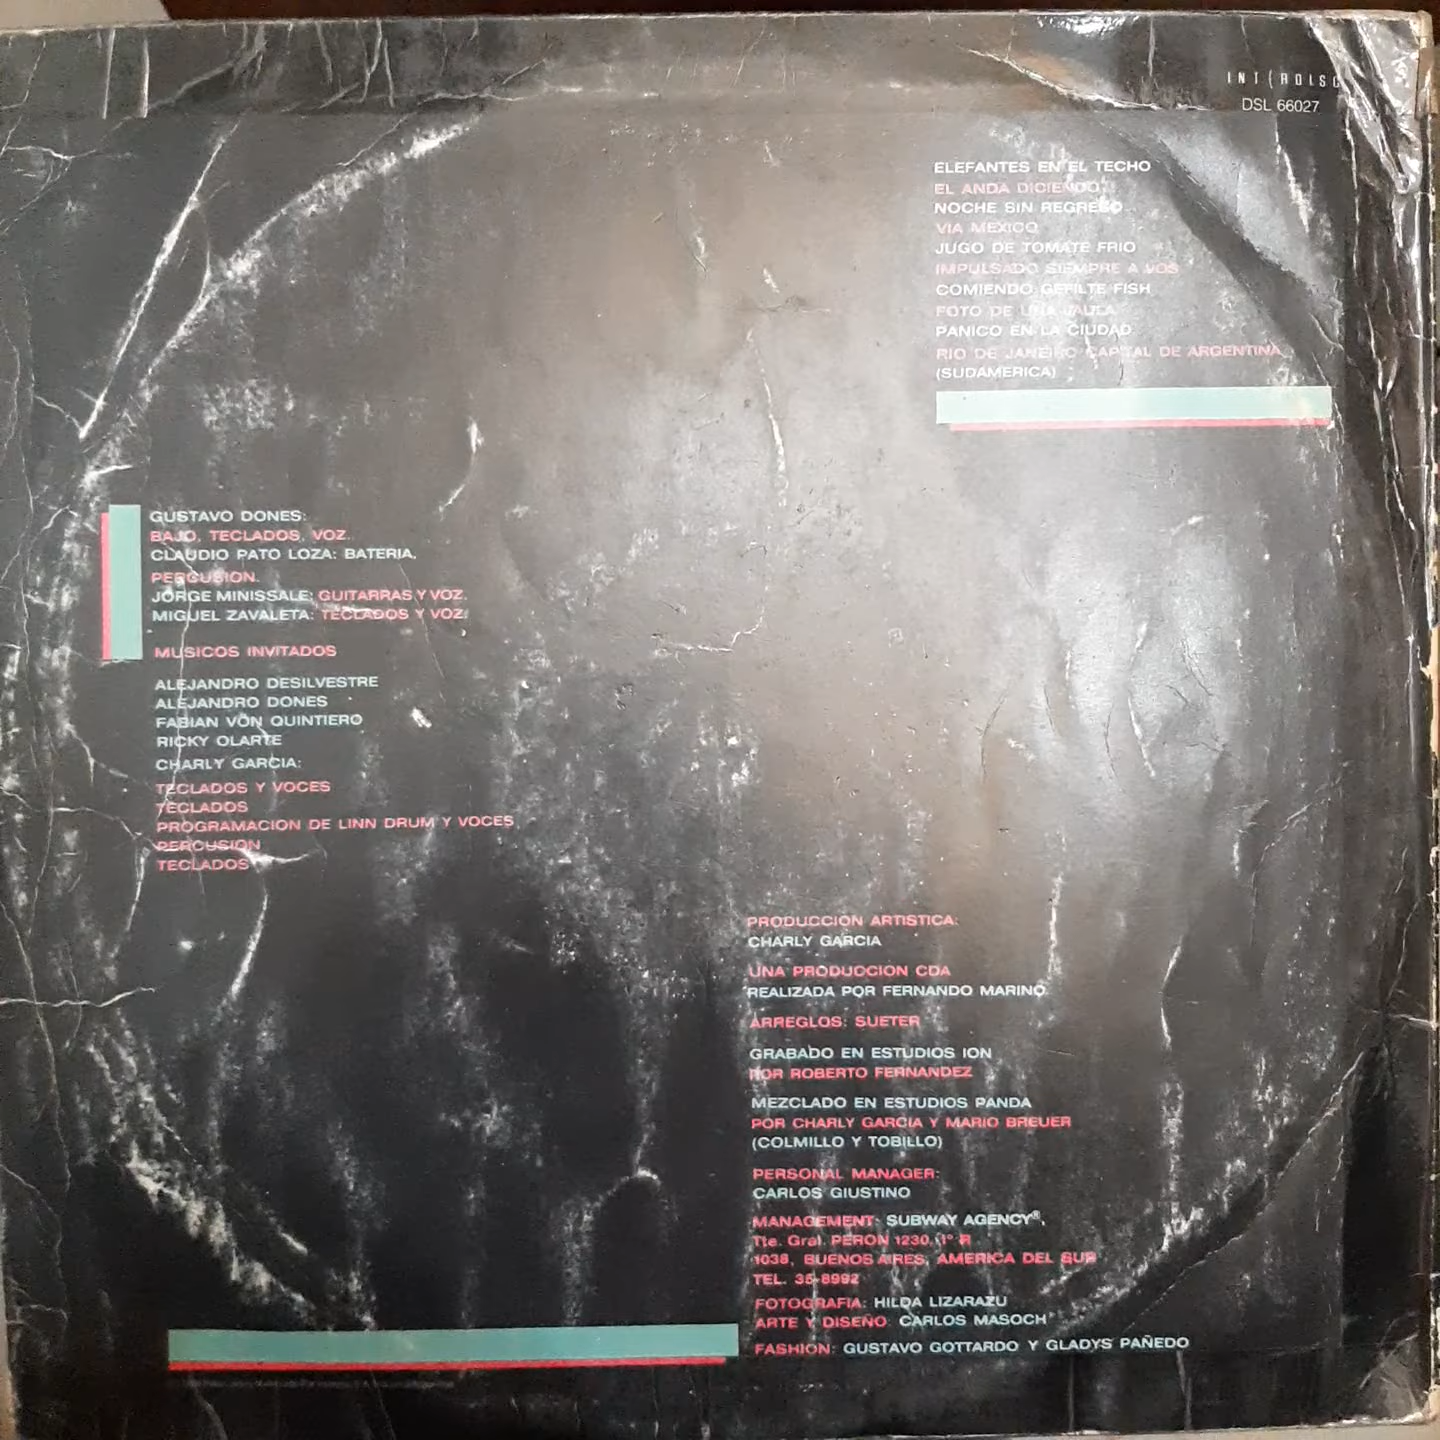 INTERDISC
DSL 66027
ELEFANTES EN EL TECHO
EL ANDA DICIENDO
NOCHE SIN REGRESO
VIA MEXICO
JUGO DE TOMATE FRIO
IMPULSADO SIEMPRE A VOS
COMIENDO GEFILTE FISH
FOTO DE UNA JAULA
PANICO EN LA CIUDAD
RIO DE JANEIRO CAPITAL DE ARGENTINA
(SUDAMERICA)
GUSTAVO DONES:
BAJO, TECLADOS, VOZ.
CLAUDIO PATO LOZA: BATERIA,
PERCUSION.
JORGE MINISSALE: GUITARRAS Y VOZ.
MIGUEL ZAVALETA: TECLADOS Y VOZ.
MUSICOS INVITADOS
ALEJANDRO DESILVESTRE
ALEJANDRO DONES
FABIAN VÖN QUINTIERO
RICKY OLARTE
CHARLY GARCIA:
TECLADOS Y VOCES
TECLADOS
PROGRAMACION DE LINN DRUM Y VOCES
PERCUSION
TECLADOS
PRODUCCION ARTISTICA:
CHARLY GARCIA
UNA PRODUCCION CDA
REALIZADA POR FERNANDO MARINO
ARREGLOS: SUETER
GRABADO EN ESTUDIOS ION
POR ROBERTO FERNANDEZ
MEZCLADO EN ESTUDIOS PANDA
POR CHARLY GARCIA Y MARIO BREUER
(COLMILLO Y TOBILLO)
PERSONAL MANAGER:
CARLOS GIUSTINO
MANAGEMENT: SUBWAY AGENCY®,
Tte. Gral. PERON 1230, 1°
1038, BUENOS AIRES, AMERICA DEL SUR
TEL. 35-8992
FOTOGRAFIA: HILDA LIZARAZU
ARTE Y DISEÑO: CARLOS MASOCH
FASHION: GUSTAVO GOTTARDO Y GLADYS PAÑEDO